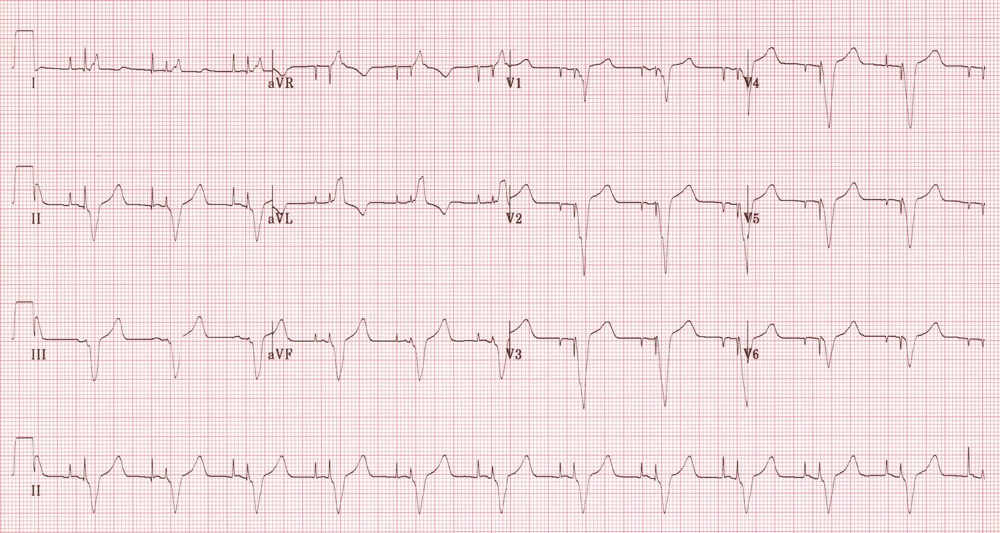 I aVR V1 V4
II aVL V2 V5
III aVF V3 V6
II